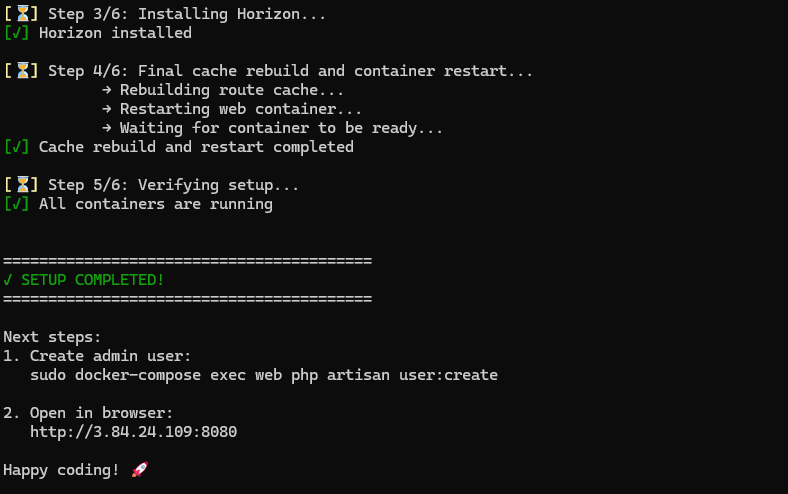 [⏳] Step 3/6: Installing Horizon...
[✓] Horizon installed

[⏳] Step 4/6: Final cache rebuild and container restart...
           → Rebuilding route cache...
           → Restarting web container...
           → Waiting for container to be ready...
[✓] Cache rebuild and restart completed

[⏳] Step 5/6: Verifying setup...
[✓] All containers are running


=========================================
✓ SETUP COMPLETED!
=========================================

Next steps:
1. Create admin user:
   sudo docker-compose exec web php artisan user:create

2. Open in browser:
   http://3.84.24.109:8080

Happy coding! 🚀